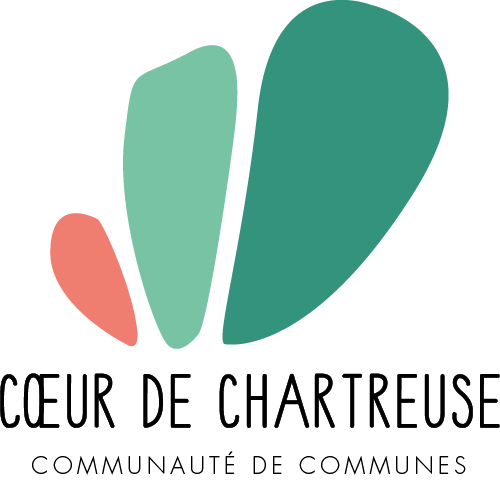 CŒUR DE CHARTREUSE
COMMUNAUTÉ DE COMMUNES